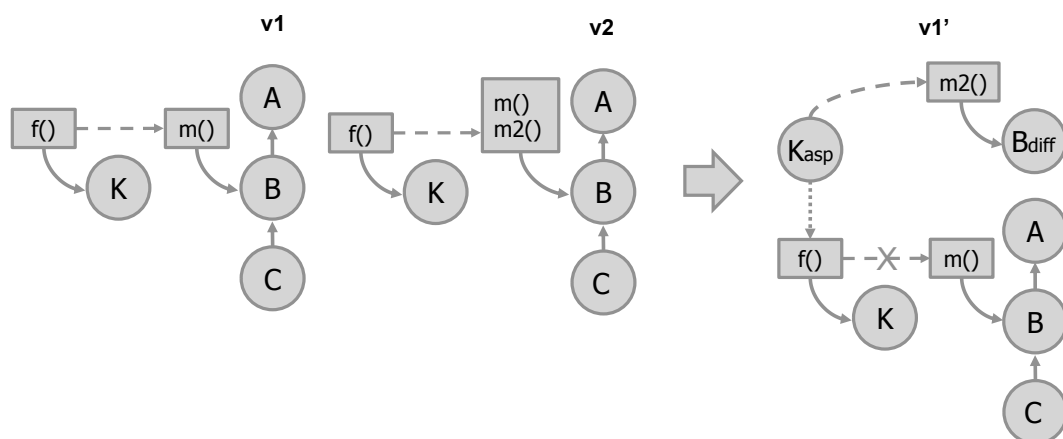 v1
A
f()
m()
B
K
C
v2
A
m()
m2()
f()
B
K
C
v1’
m2()
Kasp
Bdiff
A
f()
X
m()
K
B
C